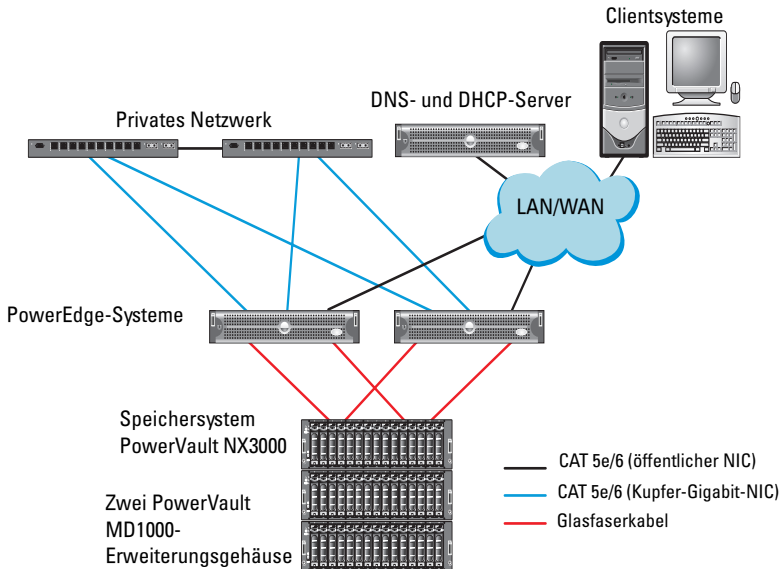 Clientsysteme
DNS- und DHCP-Server
Privates Netzwerk
LAN/WAN
PowerEdge-Systeme
Speichersystem
PowerVault NX3000
Zwei PowerVault
MD1000-
Erweiterungsgehäuse
CAT 5e/6 (öffentlicher NIC)
CAT 5e/6 (Kupfer-Gigabit-NIC)
Glasfaserkabel